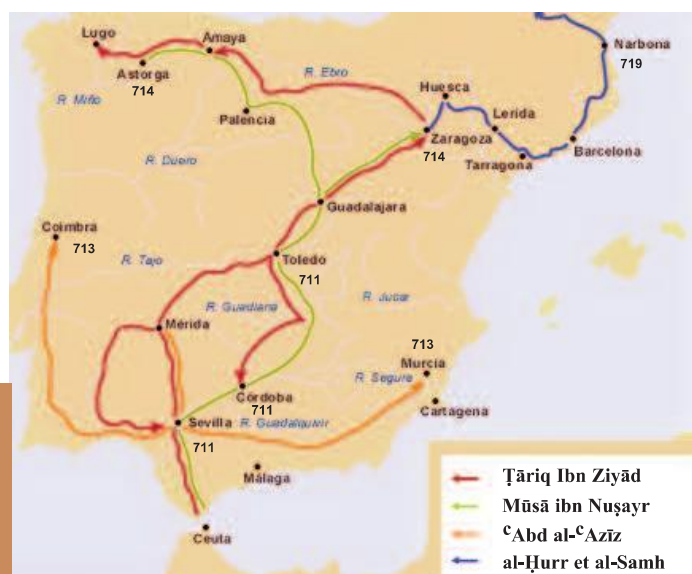 Lugo
Amaya
Astorga
714
R. Miño
R. Ebro
Narbona
719
Huesca
Palencia
Lerida
Zaragoza
714
Barcelona
Tarragona
R. Duero
Guadalajara
Coimbra
713
R. Tajo
Toledo
711
R. Guadiana
R. Jucar
Mérida
713
Murcia
R. Segura
Córdoba
711
Cartagena
Sevilla
R. Guadalquivir
711
Málaga
Ceuta
Ṭāriq Ibn Ziyād
Mūsā ibn Nuṣayr
ᶜAbd al-ᶜAzīz
al-Ḥurr et al-Samh